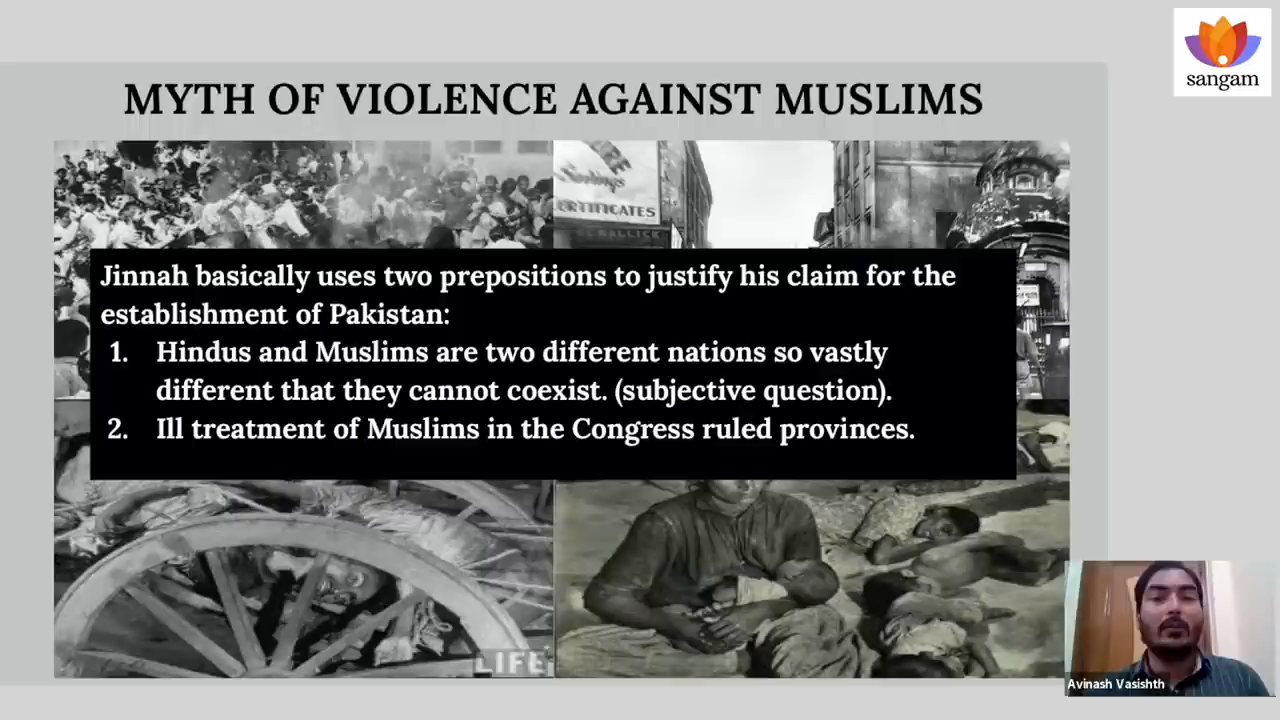 sangam
MYTH OF VIOLENCE AGAINST MUSLIMS
ERTIFICATES
Jinnah basically uses two prepositions to justify his claim for the
establishment of Pakistan:
1. Hindus and Muslims are two different nations so vastly
different that they cannot coexist. (subjective question).
2. Ill treatment of Muslims in the Congress ruled provinces.
LIFE
Avinash Vasishth